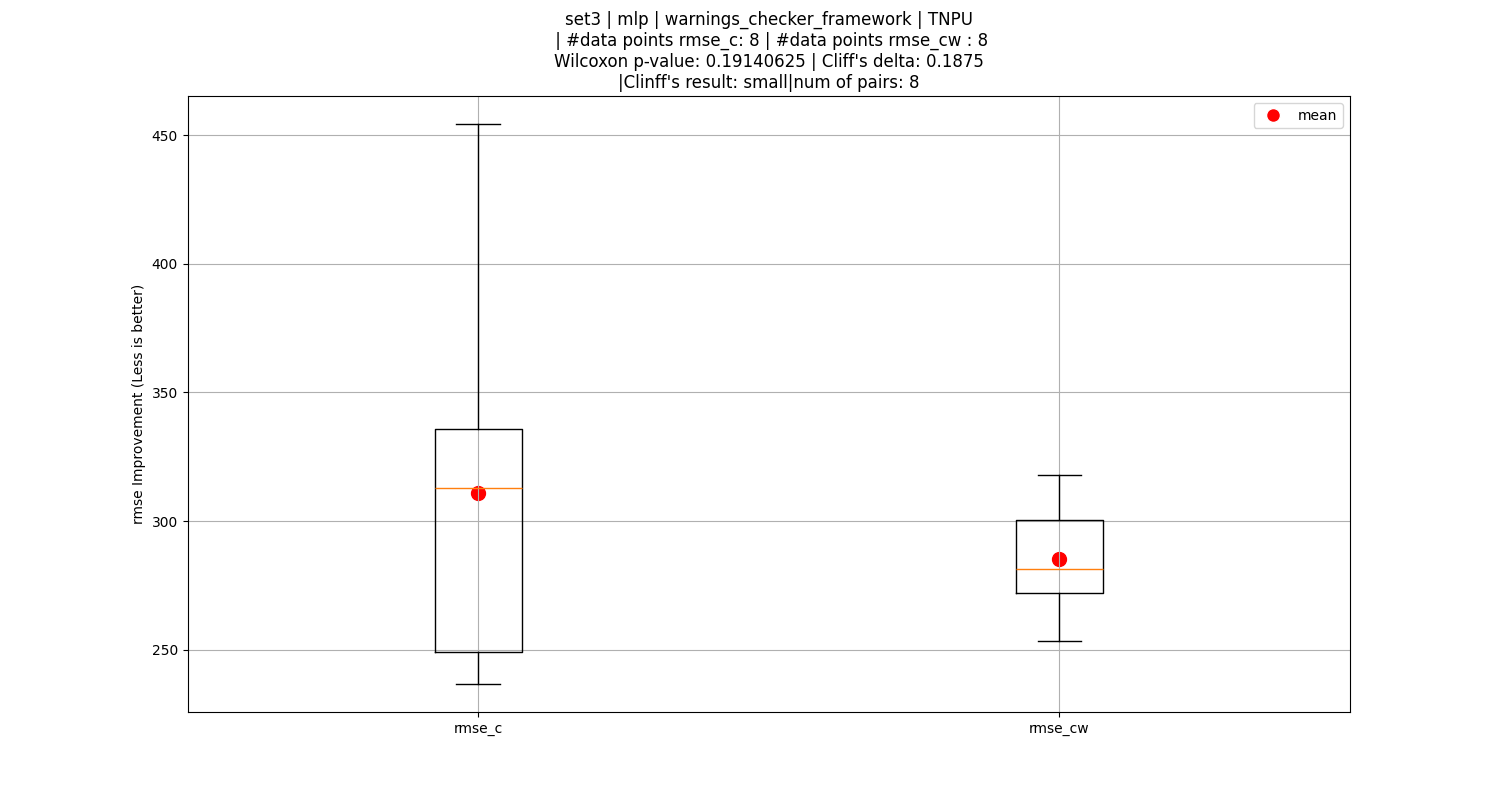 set3 | mlp | warnings_checker_framework | TNPU
| #data points rmse_c: 8 | #data points rmse_cw : 8
Wilcoxon p-value: 0.19140625 | Cliff's delta: 0.1875
|Clinff's result: small|num of pairs: 8
mean
450
400
350
300
250
rmse Improvement (Less is better)
rmse_c
rmse_cw